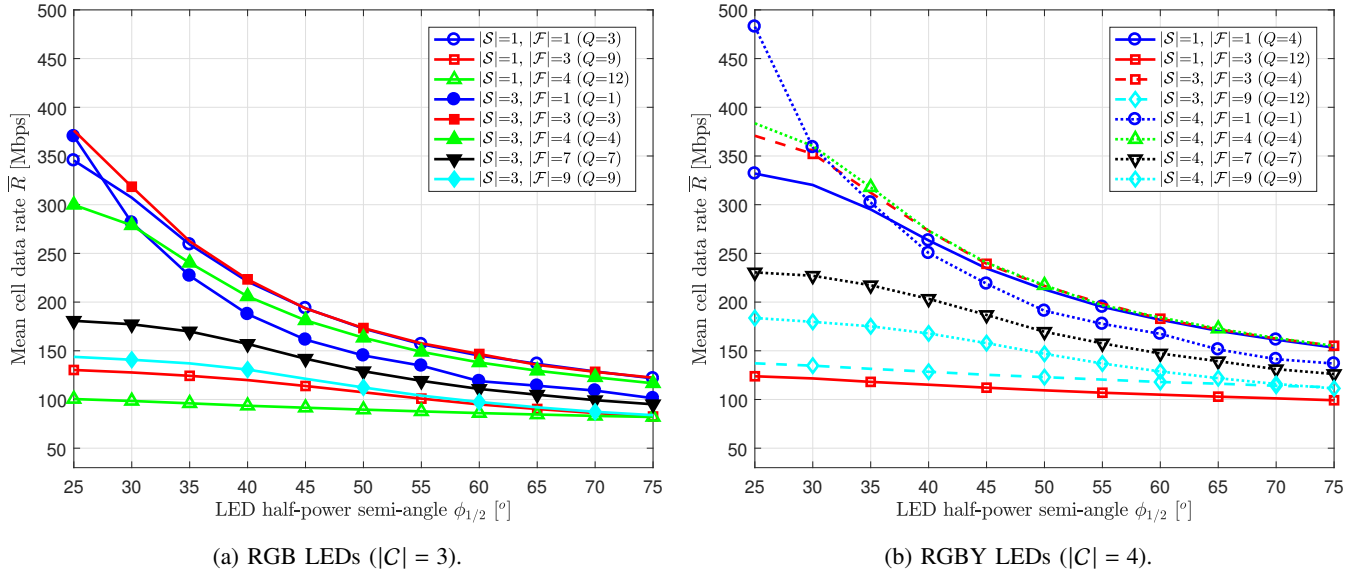 500
450
400
350
300
250
200
150
100
50
Mean cell data rate R̅ [Mbps]
|S|=1, |F|=1 (Q=3)
|S|=1, |F|=3 (Q=9)
|S|=1, |F|=4 (Q=12)
|S|=3, |F|=1 (Q=1)
|S|=3, |F|=3 (Q=3)
|S|=3, |F|=4 (Q=4)
|S|=3, |F|=7 (Q=7)
|S|=3, |F|=9 (Q=9)
25 30 35 40 45 50 55 60 65 70 75
LED half-power semi-angle ϕ1/2 [o]
(a) RGB LEDs (|C| = 3).
500
450
400
350
300
250
200
150
100
50
Mean cell data rate R̅ [Mbps]
|S|=1, |F|=1 (Q=4)
|S|=1, |F|=3 (Q=12)
|S|=3, |F|=3 (Q=4)
|S|=3, |F|=9 (Q=12)
|S|=4, |F|=1 (Q=1)
|S|=4, |F|=4 (Q=4)
|S|=4, |F|=7 (Q=7)
|S|=4, |F|=9 (Q=9)
25 30 35 40 45 50 55 60 65 70 75
LED half-power semi-angle ϕ1/2 [o]
(b) RGBY LEDs (|C| = 4).